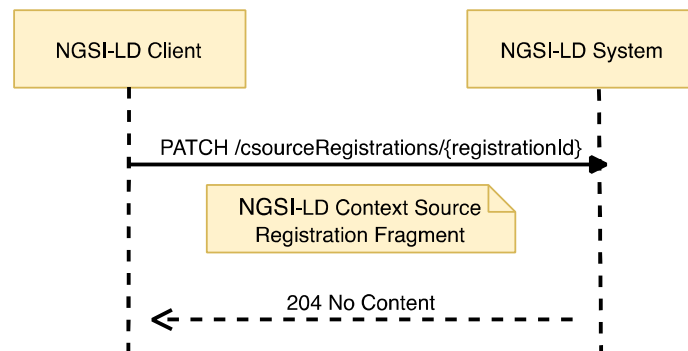 NGSI-LD Client
NGSI-LD System
PATCH /csourceRegistrations/{registrationId}
NGSI-LD Context Source
Registration Fragment
204 No Content